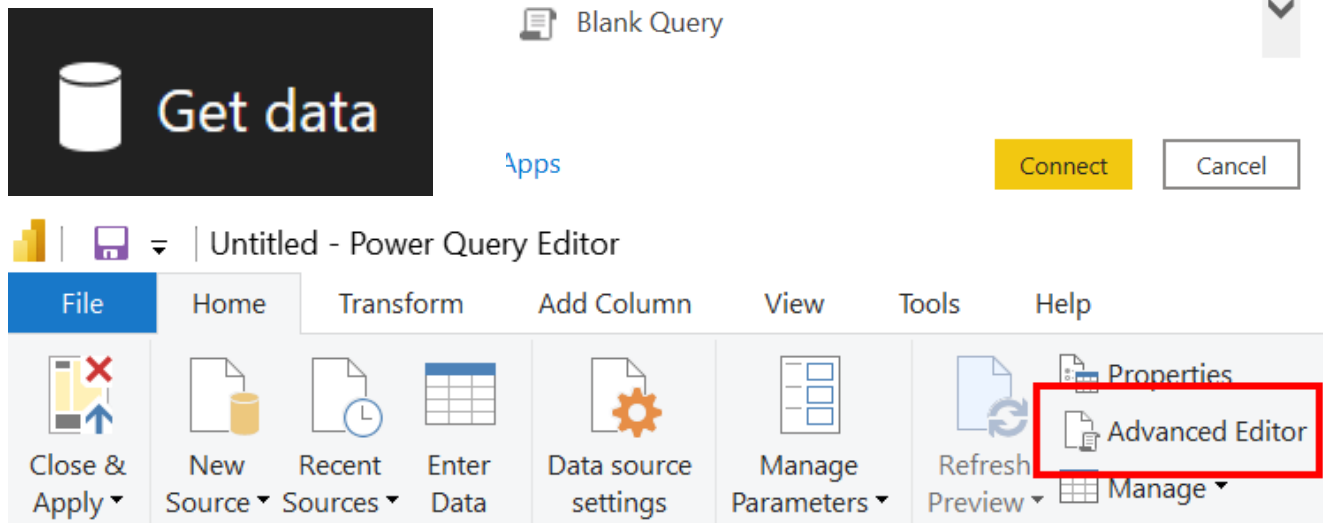 Blank Query
Get data
Apps
Connect
Cancel
Untitled - Power Query Editor
File Home Transform Add Column View Tools Help
Properties
Advanced Editor
Manage
Close &
Apply
New
Source
Recent
Sources
Enter
Data
Data source
settings
Manage
Parameters
Refresh
Preview